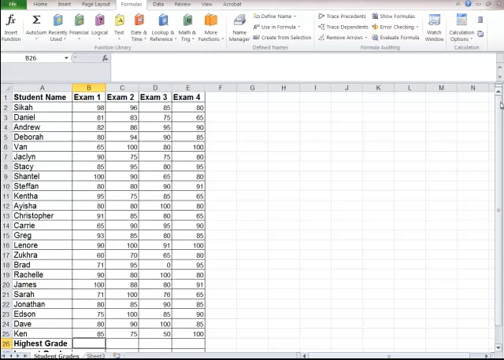 File Home Insert Page Layout Formulas Data Review View Acrobat
Insert Function AutoSum Recently Used Financial Logical Text Date & Time Lookup & Reference Math & Trig More Functions Name Manager Define Name Use in Formula Create from Selection Trace Precedents Trace Dependents Remove Arrows Show Formulas Error Checking Evaluate Formula Watch Window Calculation Options
Function Library Defined Names Formula Auditing Calculation
B26
A B C D E F G H I J K L M N
1 Student Name Exam 1 Exam 2 Exam 3 Exam 4
2 Sikah 98 96 85 80
3 Daniel 81 83 75 65
4 Andrew 82 86 95 90
5 Deborah 80 94 90 85
6 Van 65 100 80 100
7 Jaclyn 90 75 75 80
8 Stacy 85 95 80 95
9 Shantel 100 90 65 80
10 Steffan 85 80 90 91
11 Kentha 95 75 85 65
12 Ayisha 80 80 100 80
13 Christopher 91 85 80 65
14 Carrie 65 95 90 95
15 Greg 93 85 80 85
16 Lenore 90 100 91 100
17 Zukhra 60 70 65 80
18 Brad 71 95 0 95
19 Rachelle 90 80 100 80
20 James 100 88 80 91
21 Sarah 71 100 76 65
22 Jonathan 80 85 90 85
23 Edson 75 100 85 90
24 Dave 80 90 100 85
25 Ken 85 75 50 100
26 Highest Grade
Student Grades Sheet3